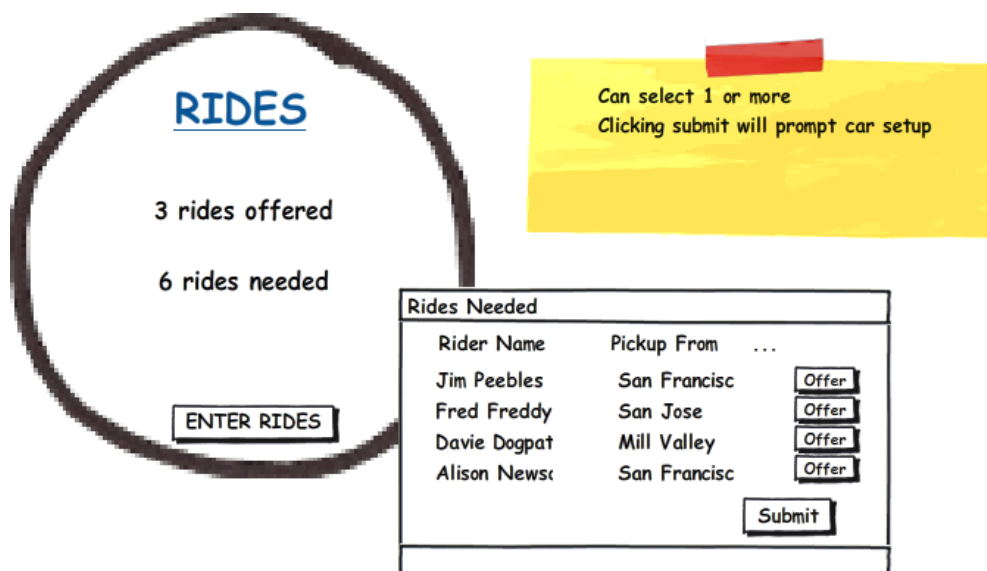 RIDES
3 rides offered
6 rides needed
ENTER RIDES
Can select 1 or more
Clicking submit will prompt car setup
Rides Needed
Rider Name Pickup From ...
Jim Peebles San Francisc Offer
Fred Freddy San Jose Offer
Davie Dogpat Mill Valley Offer
Alison Newsc San Francisc Offer
Submit